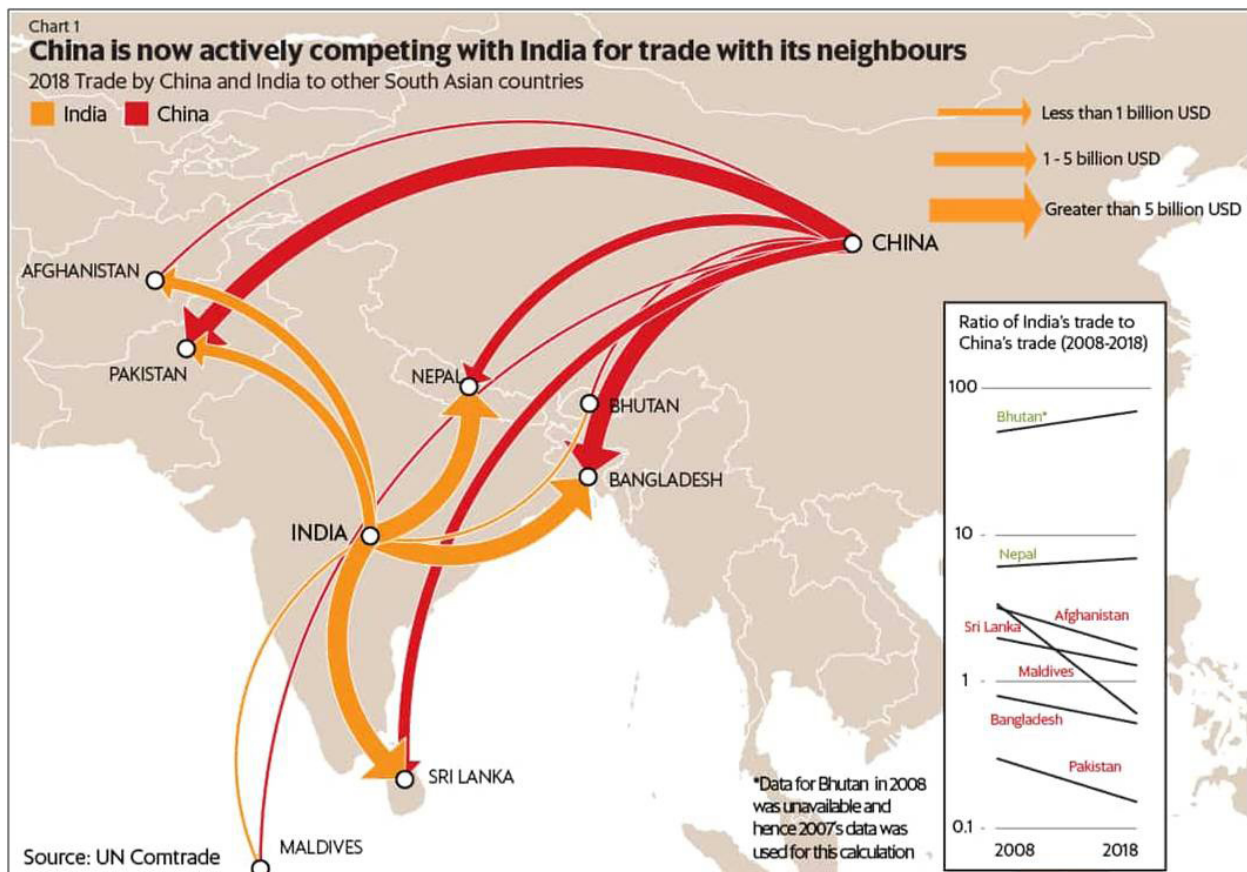 Chart 1
China is now actively competing with India for trade with its neighbours
2018 Trade by China and India to other South Asian countries
India
China
Less than 1 billion USD
1 - 5 billion USD
Greater than 5 billion USD
CHINA
AFGHANISTAN
PAKISTAN
NEPAL
BHUTAN
BANGLADESH
INDIA
SRI LANKA
MALDIVES
Ratio of India's trade to
China's trade (2008-2018)
100
Bhutan*
10
Nepal
Afghanistan
Sri Lanka
Maldives
1
Bangladesh
Pakistan
0.1
2008
2018
*Data for Bhutan in 2008
was unavailable and
hence 2007's data was
used for this calculation
Source: UN Comtrade